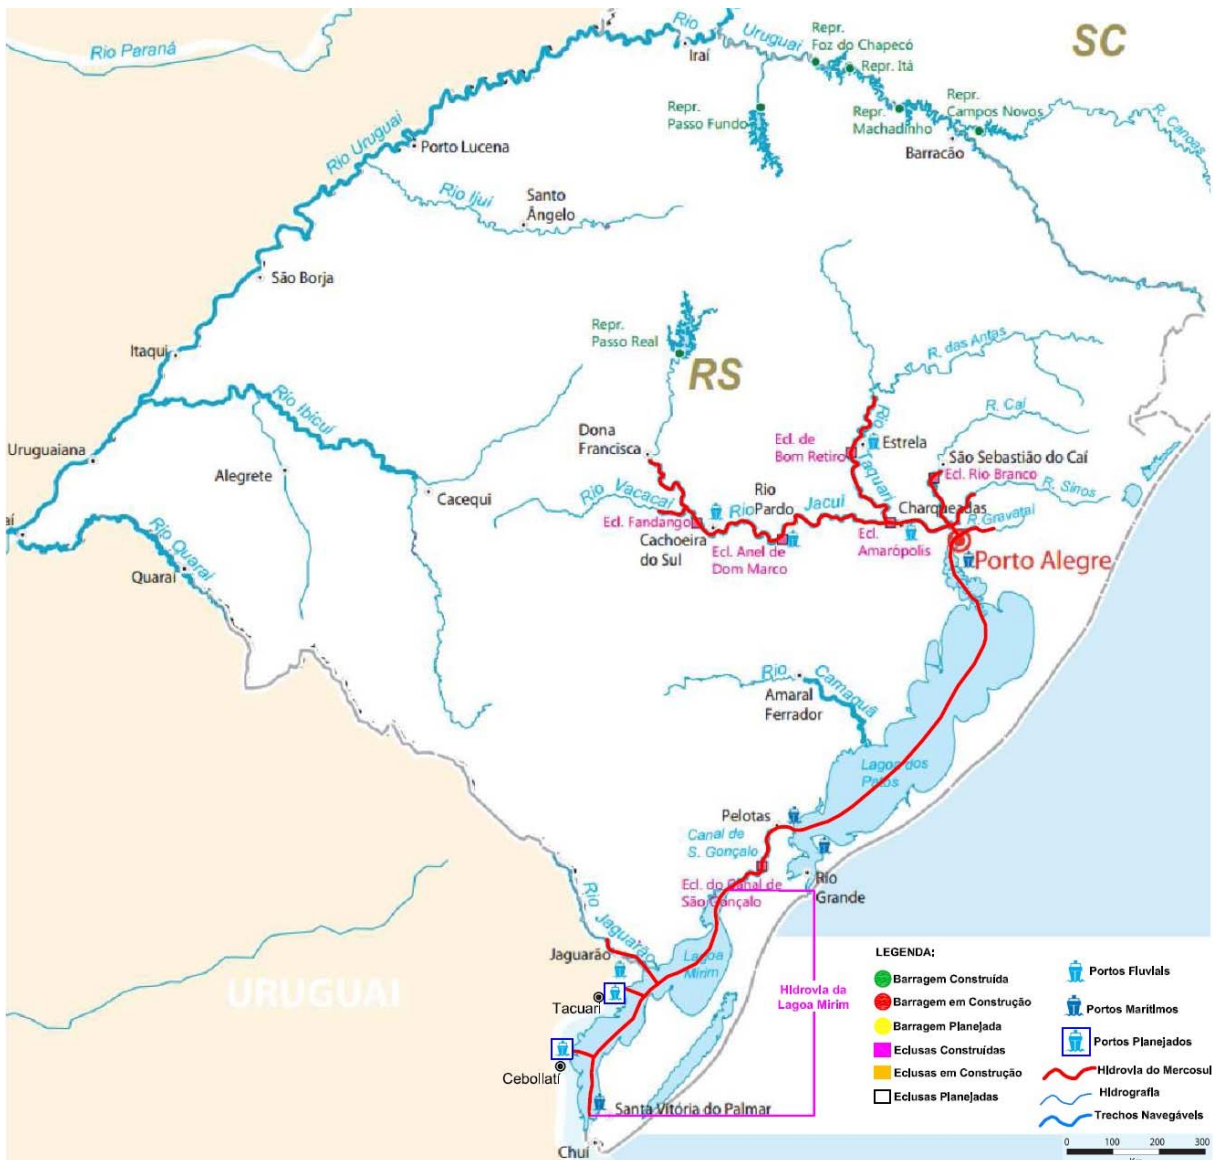 Rio Paraná
Rio
Uruguai
Iraí
Repr.
Foz do Chapecó
Repr. Itá
SC
Repr.
Passo Fundo
Repr.
Machadinho
Repr.
Campos Novos
R. Canoas
Barracão
Rio Uruguai
Porto Lucena
Rio Ijui
Santo
Ângelo
São Borja
Repr.
Passo Real
RS
Itaqui
R. das Antas
Rio Ibicuí
Uruguaiana
Alegrete
Cacequi
Dona
Francisca
Ecl. de
Bom Retiro
Rio
Taquari
Estrela
R. Caí
São Sebastião do Caí
Ecl. Rio Branco
R. Sinos
Rio Vacacaí
Rio
Pardo
Rio Jacuí
Charqueadas
R. Gravataí
Ecl. Fandango
Cachoeira
do Sul
Ecl. Anel de
Dom Marco
Ecl.
Amarópolis
Porto Alegre
aí
Rio Quaraí
Quaraí
Rio Camaquã
Amaral
Ferrador
Lagoa dos
Patos
Pelotas
Canal de
S. Gonçalo
Ecl. do Canal de
São Gonçalo
Rio
Grande
Rio Jaguarão
Jaguarão
Lagoa
Mirim
URUGUAI
Tacuarí
Hidrovia da
Lagoa Mirim
Cebollatí
Santa Vitória do Palmar
Chuí
LEGENDA:
Barragem Construída
Barragem em Construção
Barragem Planejada
Eclusas Construídas
Eclusas em Construção
Eclusas Planejadas
Portos Fluviais
Portos Marítimos
Portos Planejados
Hidrovia do Mercosul
Hidrografia
Trechos Navegáveis
0 100 200 300
Km